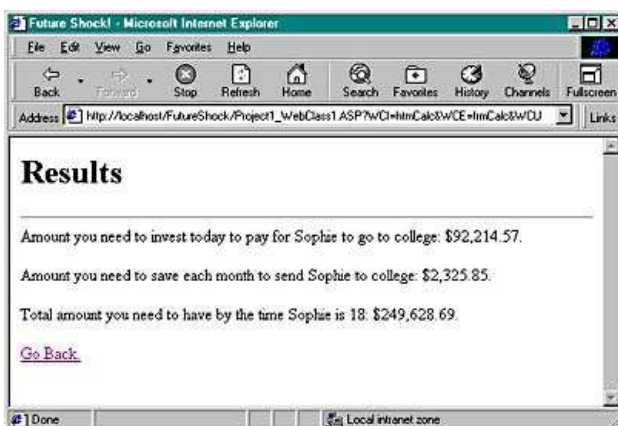 Future Shock! - Microsoft Internet Explorer
File Edit View Go Favorites Help
Back Forward Stop Refresh Home Search Favorites History Channels Fullscreen
Address http://localhost/FutureShock/Project1_WebClass1.ASP?WCI=htmCalc&WCE=frmCalc&WCU Links
Results
Amount you need to invest today to pay for Sophie to go to college: $92,214.57.
Amount you need to save each month to send Sophie to college: $2,325.85.
Total amount you need to have by the time Sophie is 18: $249,628.69.
Go Back.
Done Local intranet zone